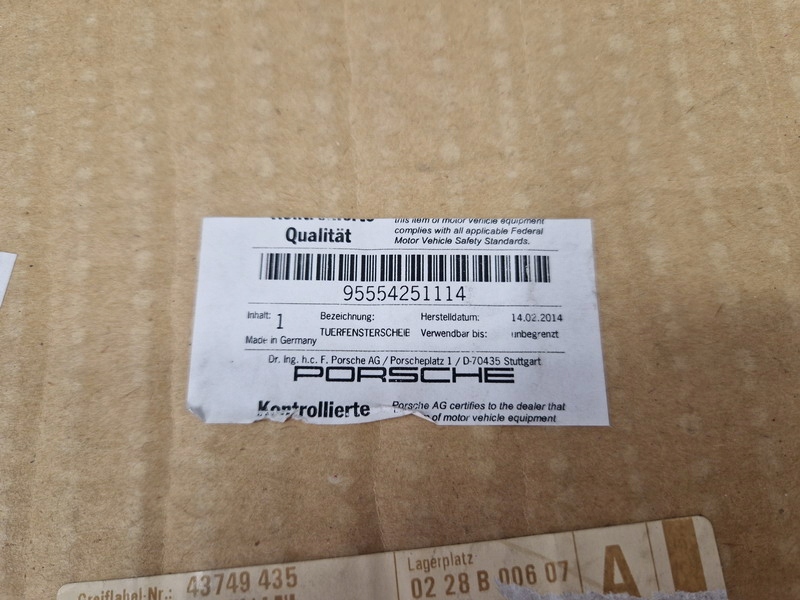 Kontrollierte
Qualität
this item of motor vehicle equipment
complies with all applicable Federal
Motor Vehicle Safety Standards.
95554251114
Inhalt: 1
Made in Germany
Bezeichnung:
TUERFENSTERSCHEIE
Herstelldatum: 14.02.2014
Verwendbar bis: unbegrenzt
Dr. Ing. h.c. F. Porsche AG / Porscheplatz 1 / D-70435 Stuttgart
PORSCHE
Kontrollierte
Porsche AG certifies to the dealer that
of motor vehicle equipment
Greiflabel-Nr.: 43749 435
Lagerplatz
02 28 B 006 07
A